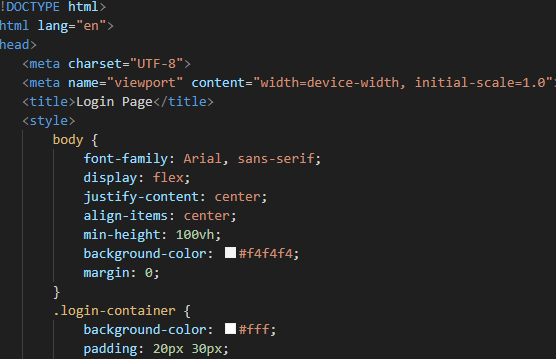 !DOCTYPE html>
html lang="en">
head>
<meta charset="UTF-8">
<meta name="viewport" content="width=device-width, initial-scale=1.0">
<title>Login Page</title>
<style>
body {
font-family: Arial, sans-serif;
display: flex;
justify-content: center;
align-items: center;
min-height: 100vh;
background-color: #f4f4f4;
margin: 0;
}
.login-container {
background-color: #fff;
padding: 20px 30px;